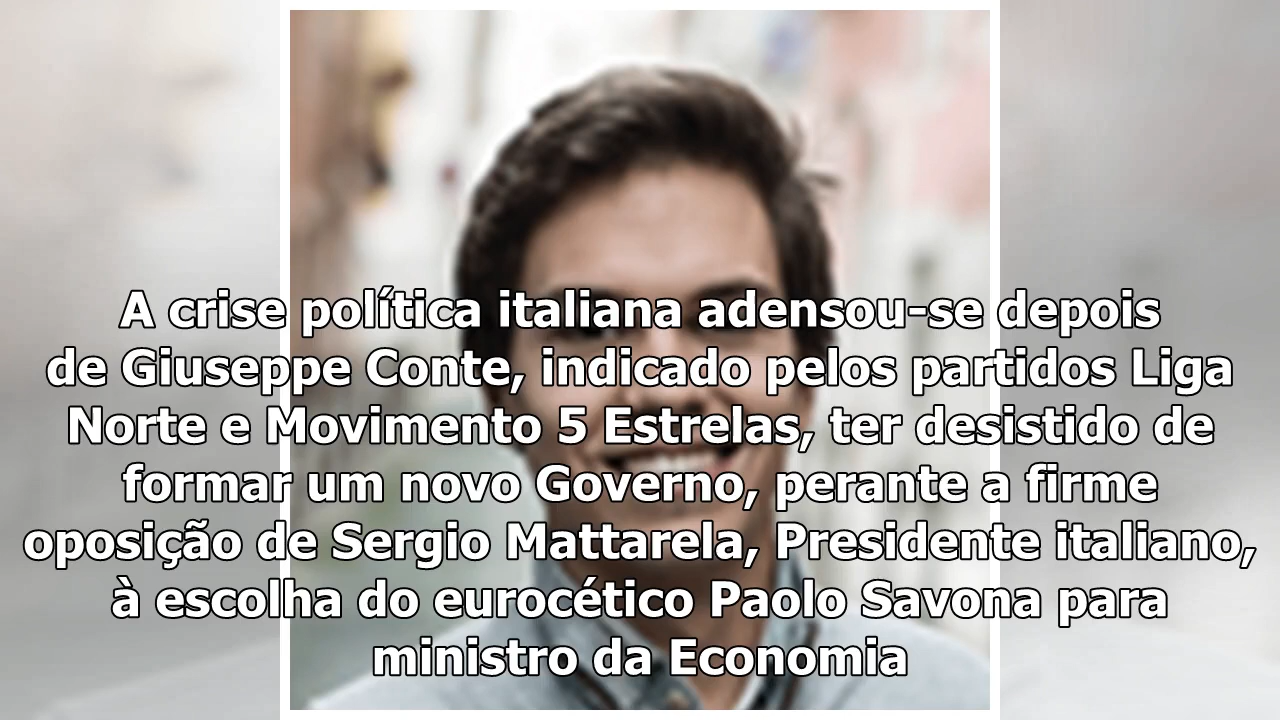 A crise política italiana adensou-se depois
de Giuseppe Conte, indicado pelos partidos Liga
Norte e Movimento 5 Estrelas, ter desistido de
formar um novo Governo, perante a firme
oposição de Sergio Mattarela, Presidente italiano,
à escolha do eurocético Paolo Savona para
ministro da Economia